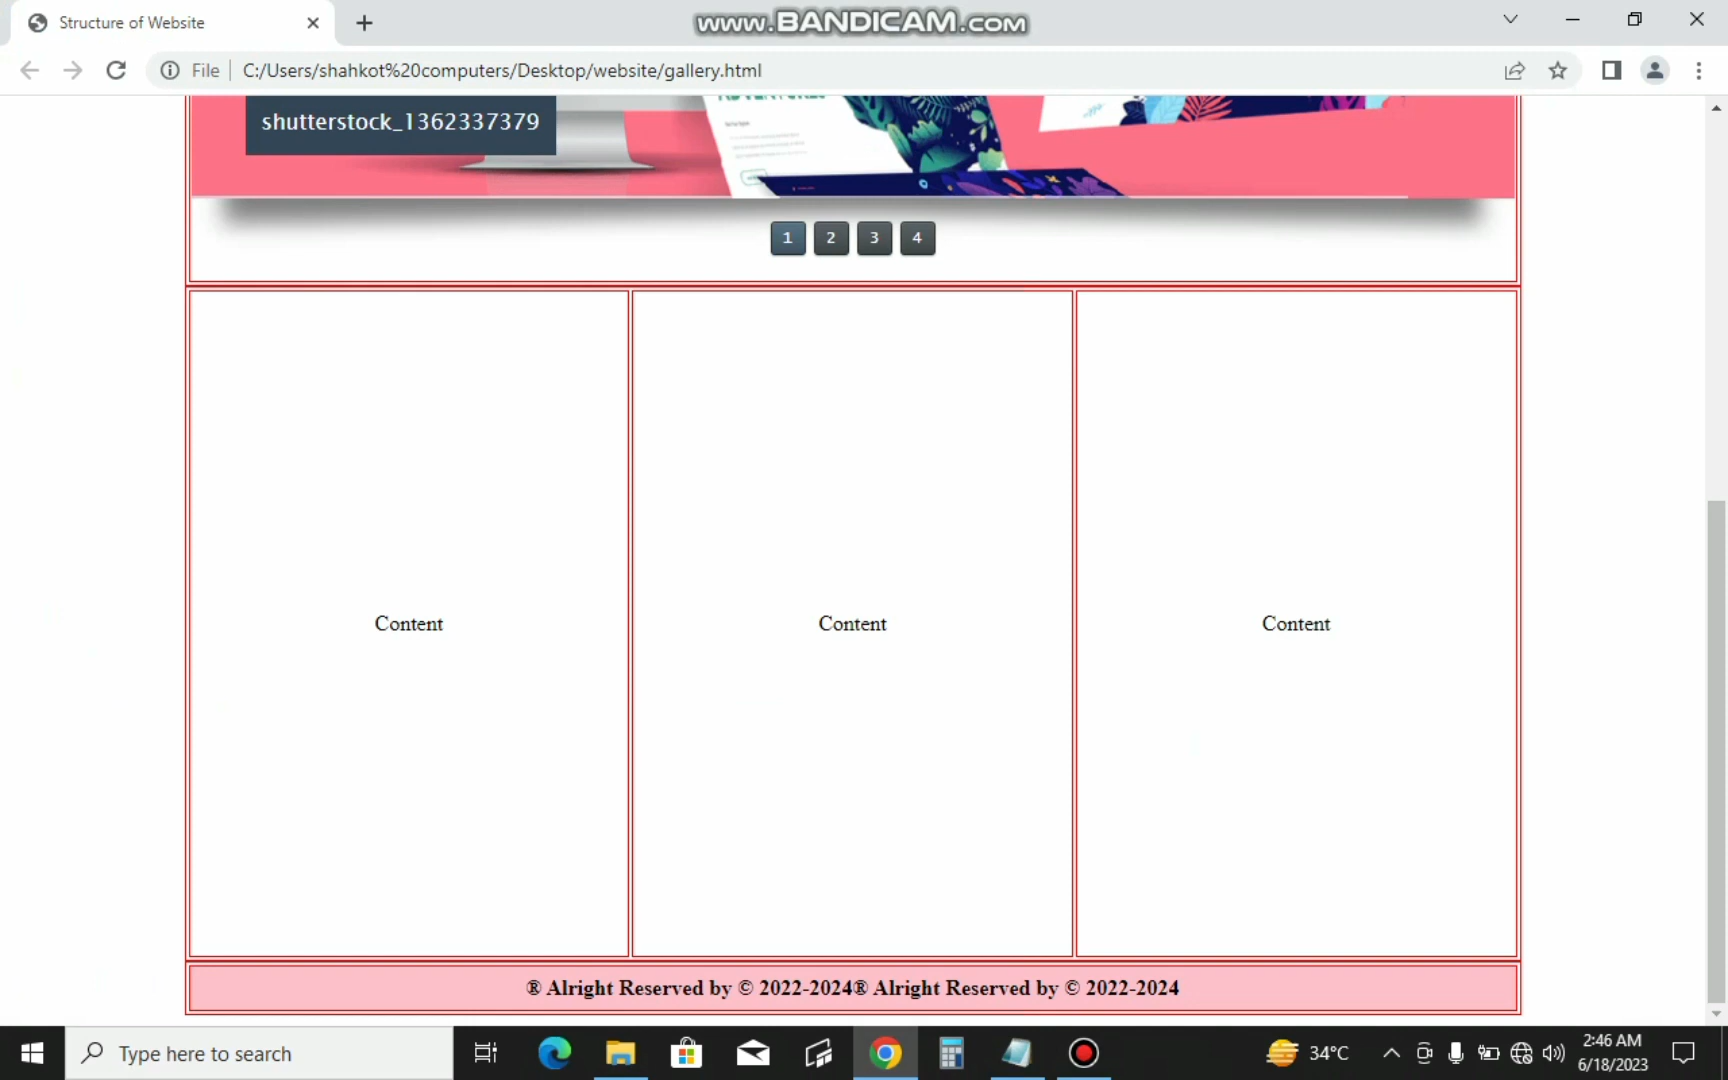 Structure of Website
www.BANDICAM.com
File
C:/Users/shahkot%20computers/Desktop/website/gallery.html
shutterstock_1362337379
1 2 3 4
Content
Content
Content
® Alright Reserved by © 2022-2024® Alright Reserved by © 2022-2024
Type here to search
34°C
2:46 AM
6/18/2023